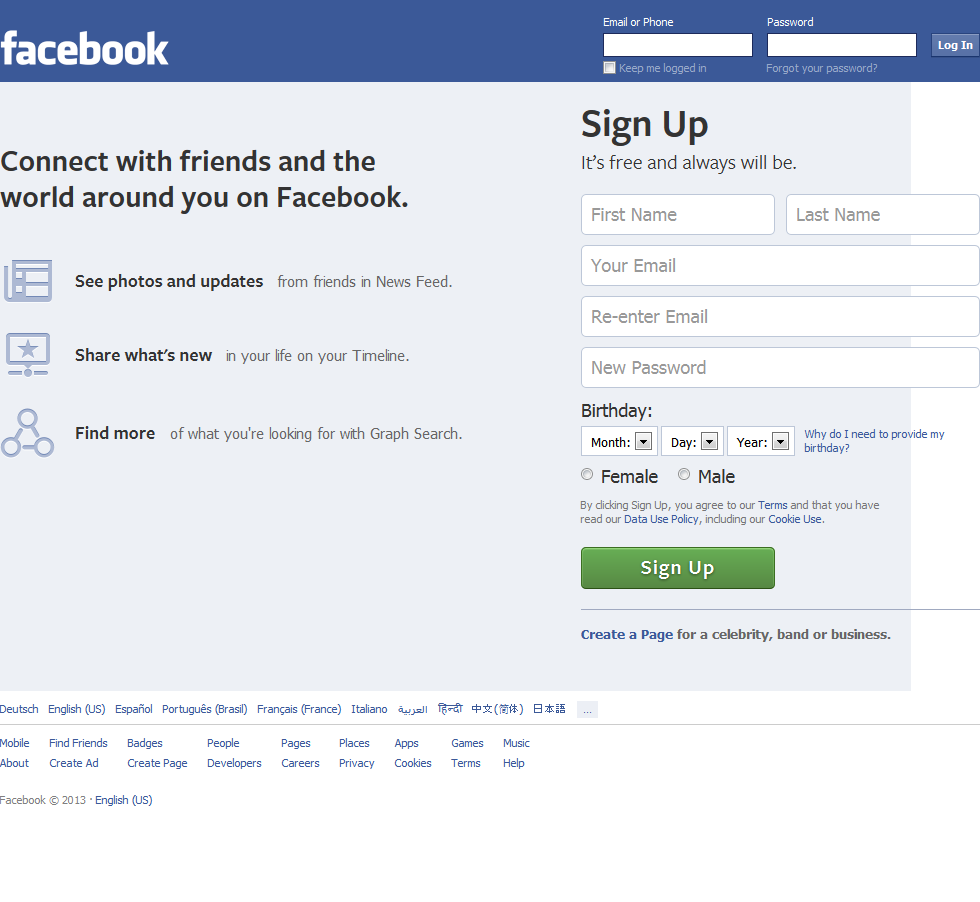 facebook
Email or Phone
Password
Log In
Keep me logged in
Forgot your password?
Connect with friends and the
world around you on Facebook.
See photos and updates from friends in News Feed.
Share what's new in your life on your Timeline.
Find more of what you're looking for with Graph Search.
Sign Up
It's free and always will be.
First Name Last Name
Your Email
Re-enter Email
New Password
Birthday:
Month: Day: Year:
Why do I need to provide my
birthday?
Female Male
By clicking Sign Up, you agree to our Terms and that you have
read our Data Use Policy, including our Cookie Use.
Sign Up
Create a Page for a celebrity, band or business.
Deutsch English (US) Español Português (Brasil) Français (France) Italiano العربية हिन्दी 中文(简体) 日本語 ...
Mobile Find Friends Badges People Pages Places Apps Games Music
About Create Ad Create Page Developers Careers Privacy Cookies Terms Help
Facebook © 2013 · English (US)